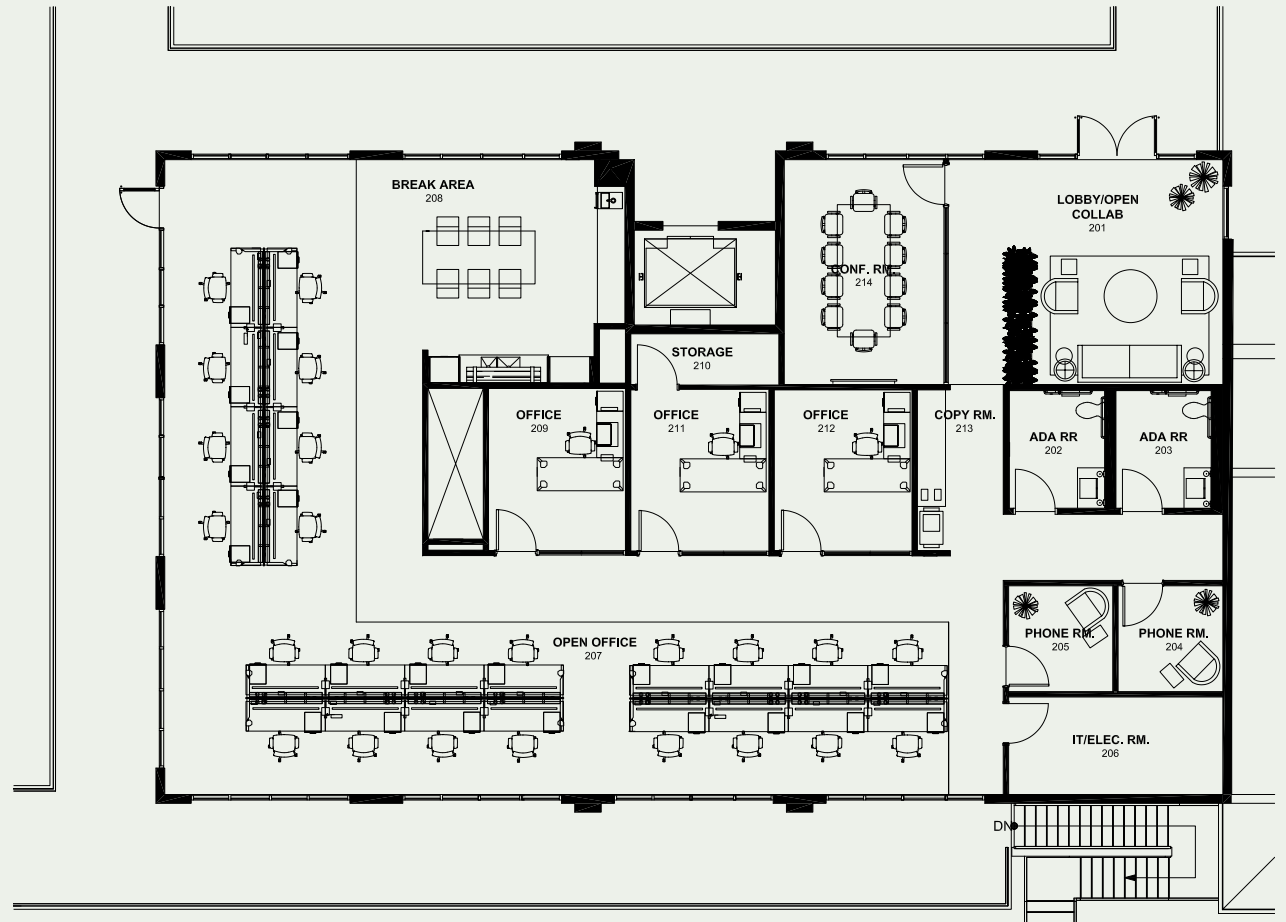 BREAK AREA
208
LOBBY/OPEN
COLLAB
201
CONF. RM.
214
STORAGE
210
OFFICE
209
OFFICE
211
OFFICE
212
COPY RM.
213
ADA RR
202
ADA RR
203
OPEN OFFICE
207
PHONE RM.
205
PHONE RM.
204
IT/ELEC. RM.
206
DN